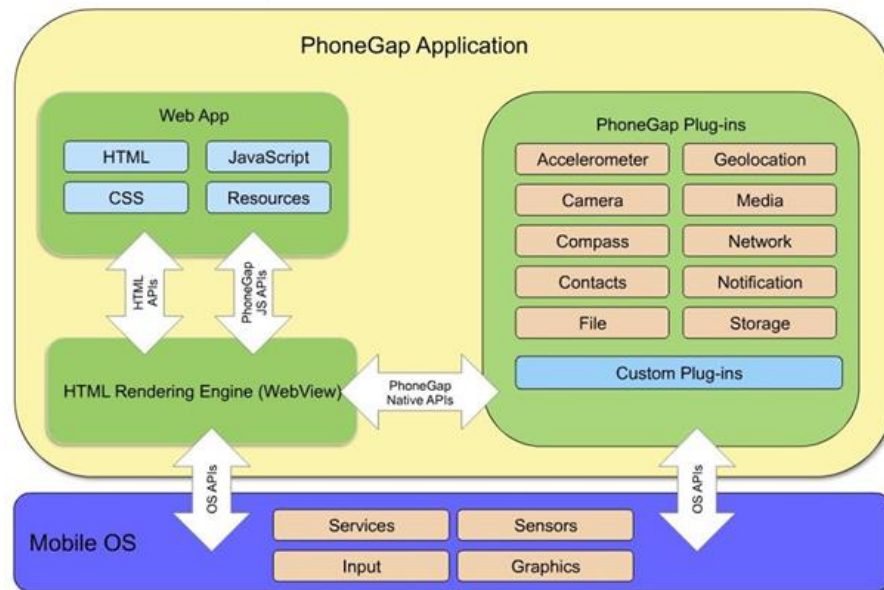 PhoneGap Application
Web App
HTML
JavaScript
CSS
Resources
HTML
APIs
PhoneGap
JS APIs
HTML Rendering Engine (WebView)
PhoneGap
Native APIs
PhoneGap Plug-ins
Accelerometer
Geolocation
Camera
Media
Compass
Network
Contacts
Notification
File
Storage
Custom Plug-ins
OS APIs
OS APIs
Mobile OS
Services
Sensors
Input
Graphics